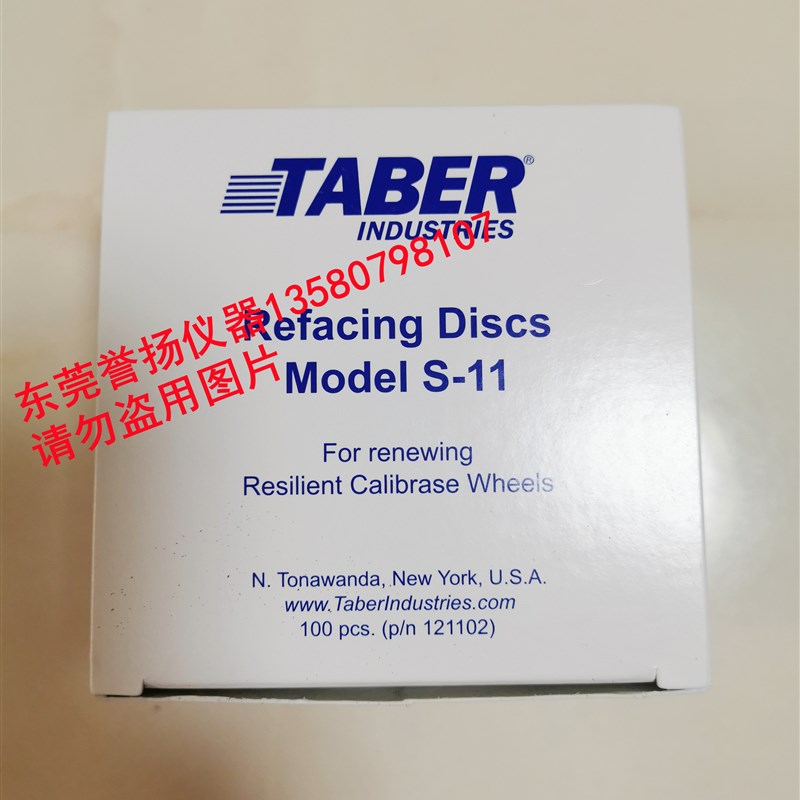 TABER®
INDUSTRIES
Refacing Discs
Model S-11
For renewing
Resilient Calibrase Wheels
N. Tonawanda, New York, U.S.A.
www.TaberIndustries.com
100 pcs. (p/n 121102)
东莞誉扬仪器13580798107
请勿盗用图片